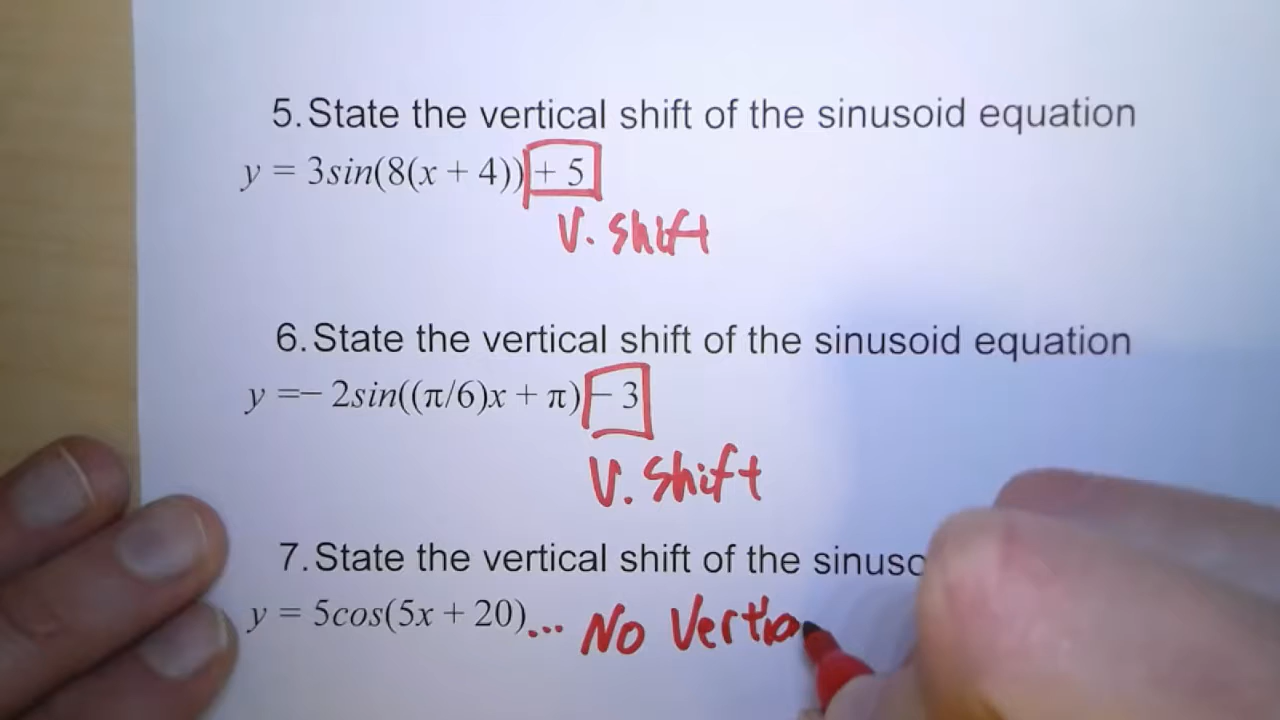 5. State the vertical shift of the sinusoid equation
y = 3sin(8(x + 4)) + 5
V. shift
6. State the vertical shift of the sinusoid equation
y =− 2sin((π/6)x + π) − 3
V. shift
7. State the vertical shift of the
y = 5cos(5x + 20) ... No